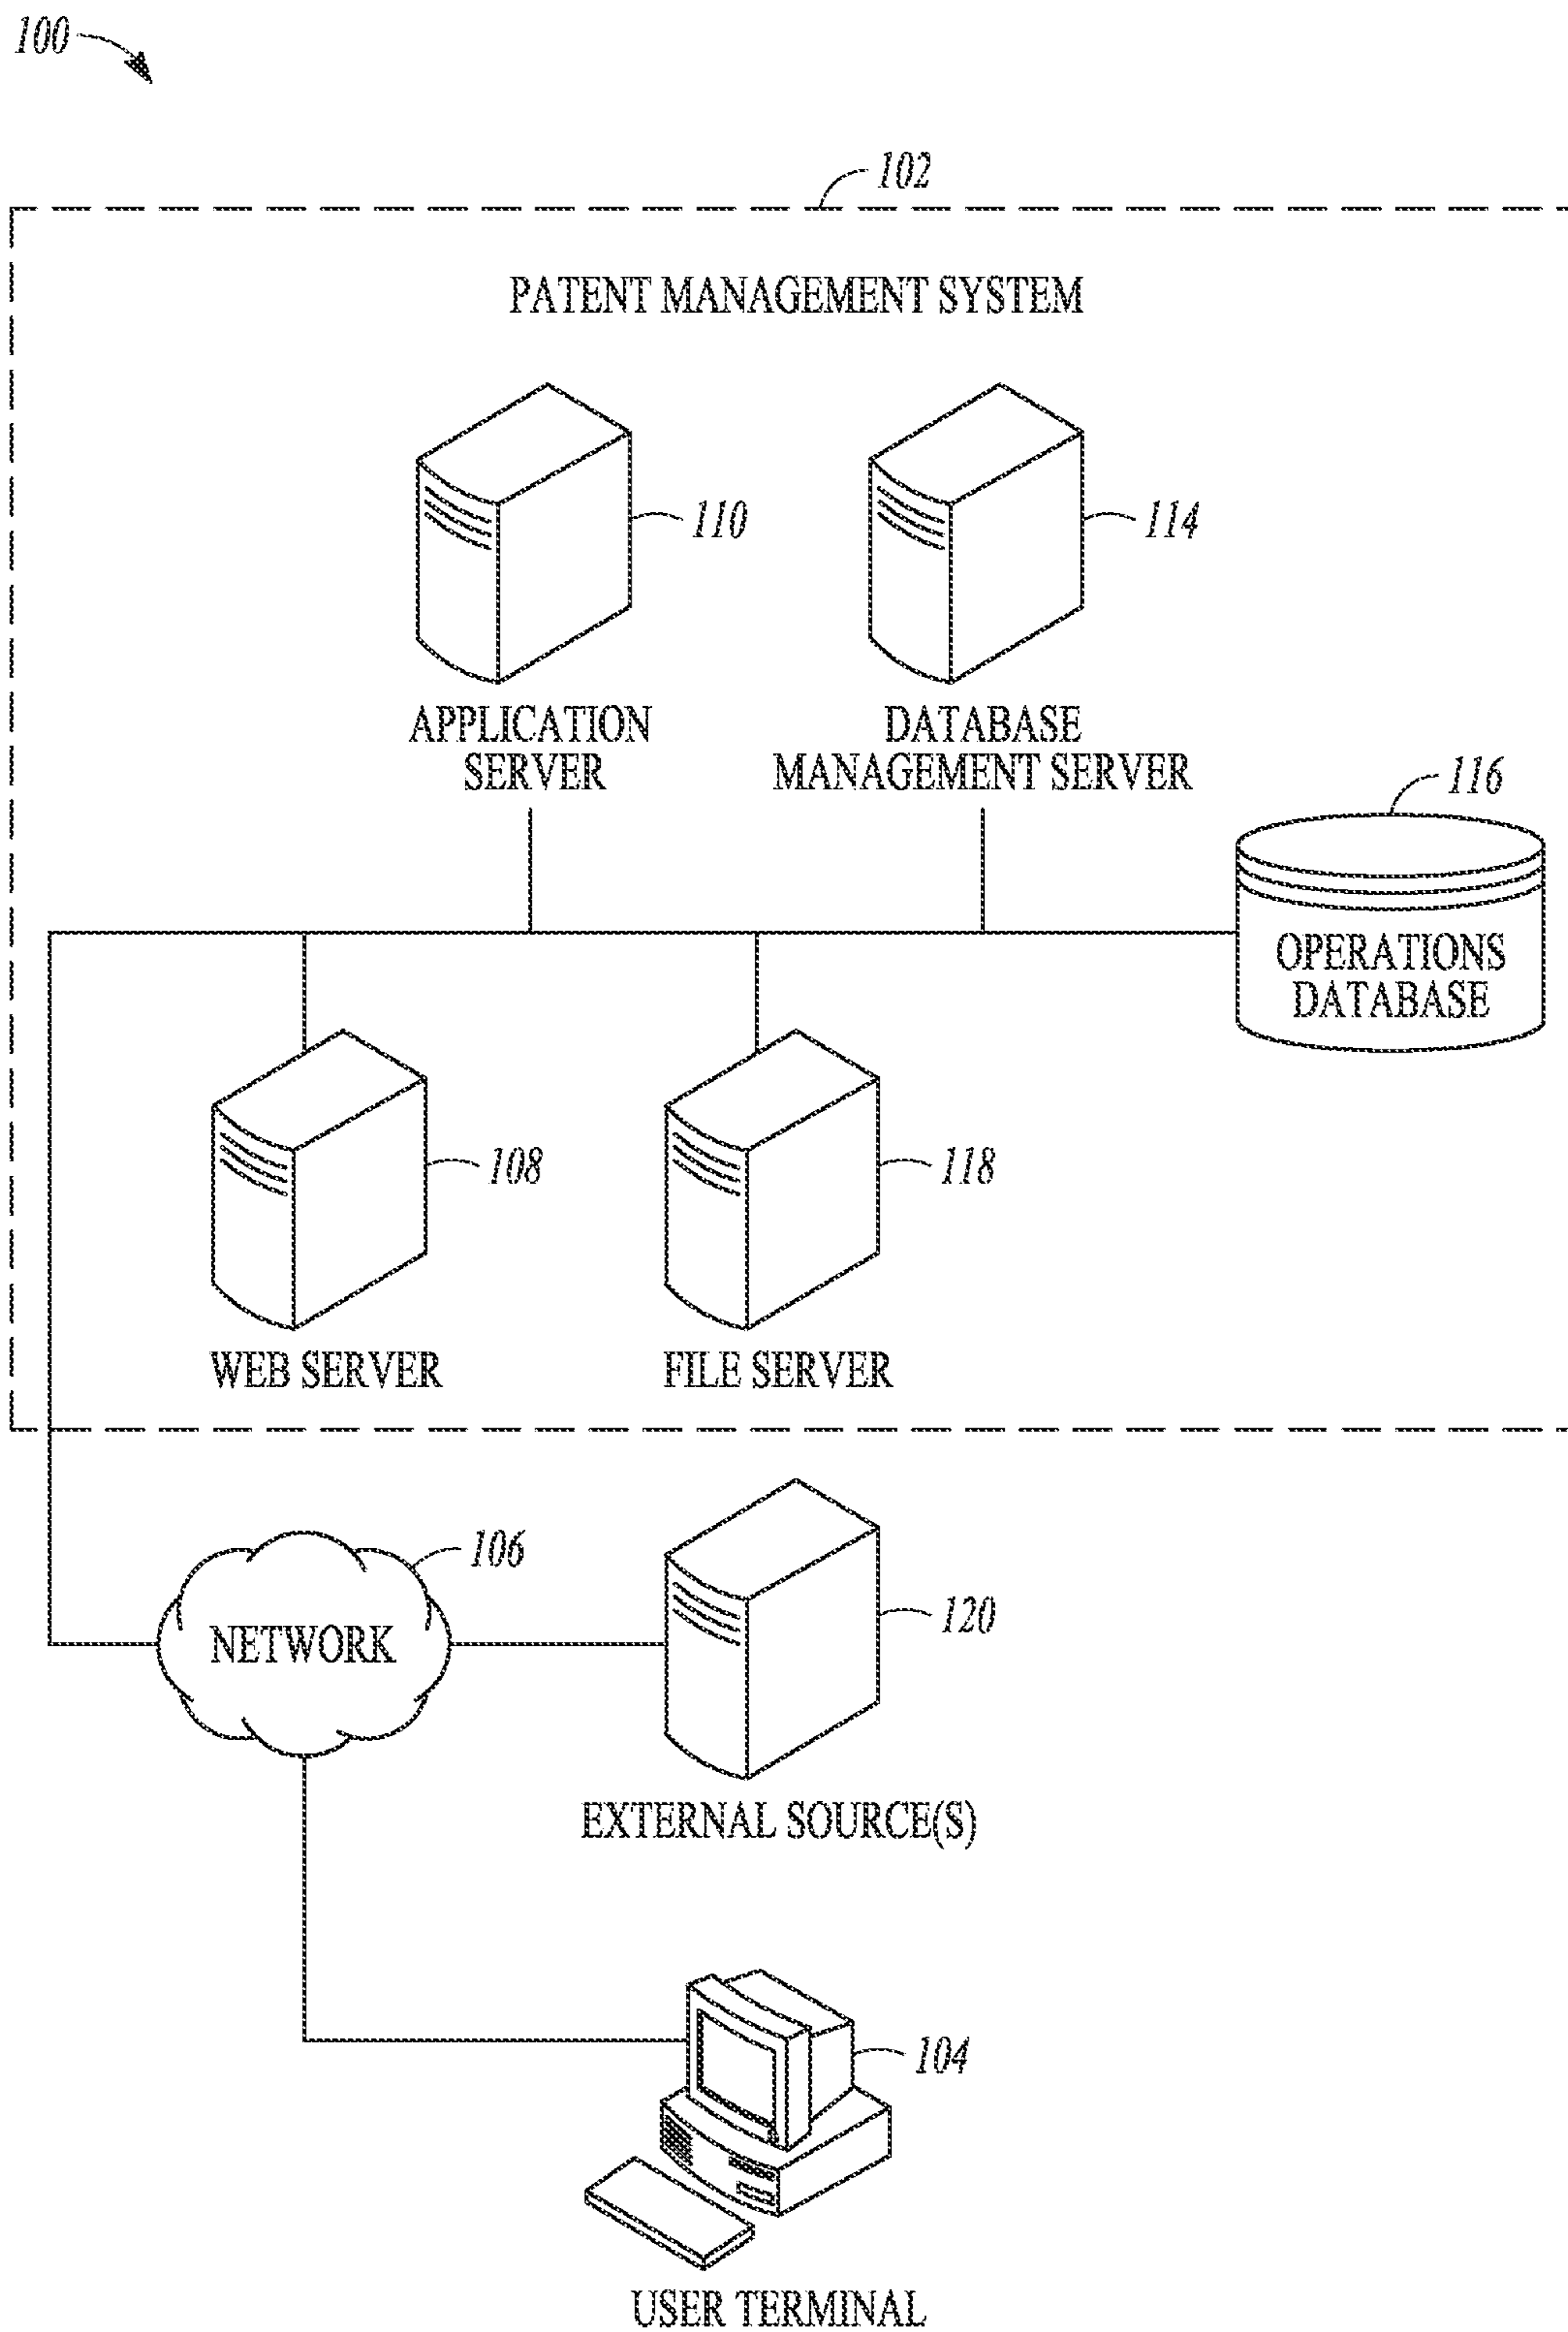 100
102
PATENT MANAGEMENT SYSTEM
110
114
APPLICATION
SERVER
DATABASE
MANAGEMENT SERVER
116
OPERATIONS
DATABASE
108
118
WEB SERVER
FILE SERVER
106
NETWORK
120
EXTERNAL SOURCE(S)
104
USER TERMINAL